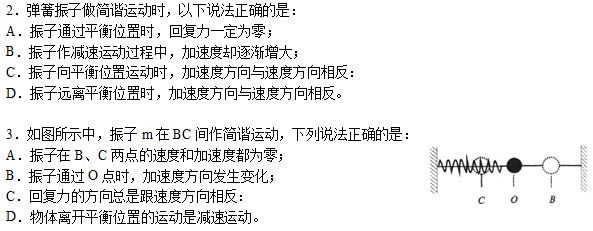 2．弹簧振子做简谐运动时，以下说法正确的是：
A．振子通过平衡位置时，回复力一定为零；
B．振子作减速运动过程中，加速度却逐渐增大；
C．振子向平衡位置运动时，加速度方向与速度方向相反：
D．振子远离平衡位置时，加速度方向与速度方向相反。
3．如图所示中，振子 m 在 BC 间作简谐运动，下列说法正确的是：
A．振子在 B、C 两点的速度和加速度都为零；
B．振子通过 O 点时，加速度方向发生变化；
C．回复力的方向总是跟速度方向相反：
D．物体离开平衡位置的运动是减速运动。
C O B